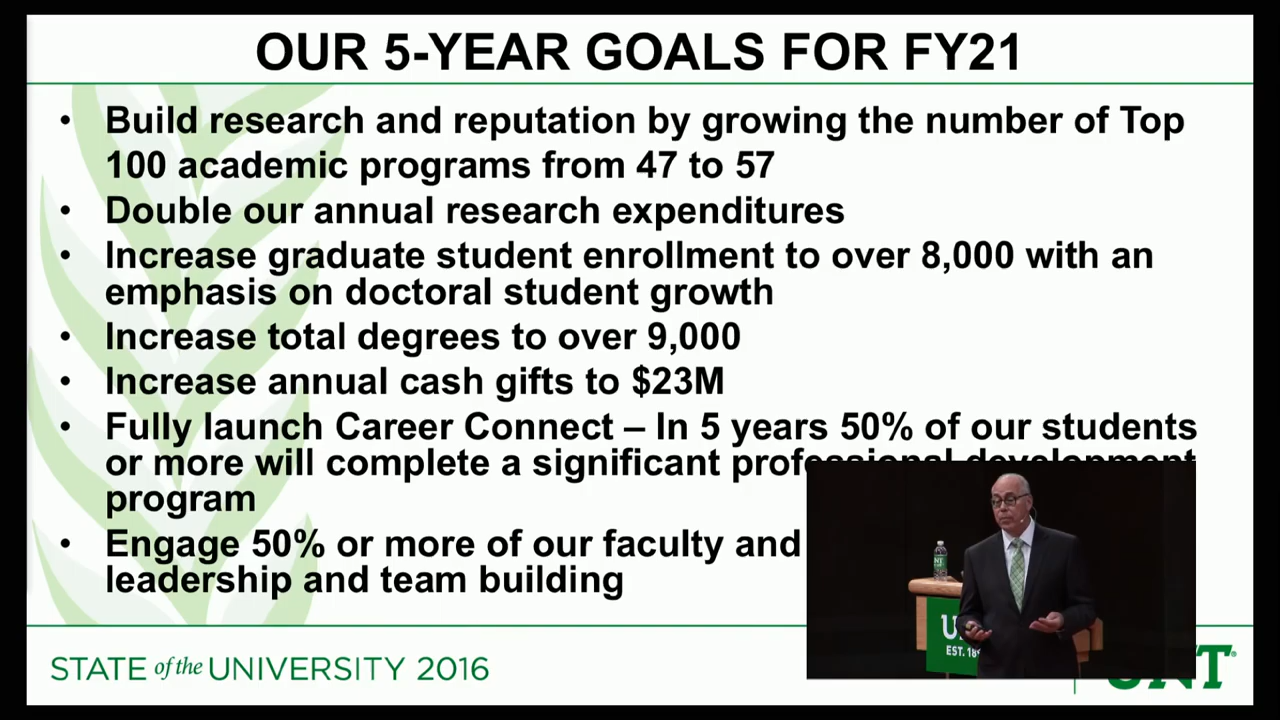 OUR 5-YEAR GOALS FOR FY21
• Build research and reputation by growing the number of Top
100 academic programs from 47 to 57
• Double our annual research expenditures
• Increase graduate student enrollment to over 8,000 with an
emphasis on doctoral student growth
• Increase total degrees to over 9,000
• Increase annual cash gifts to $23M
• Fully launch Career Connect – In 5 years 50% of our students
or more will complete a significant professional development
program
• Engage 50% or more of our faculty and
leadership and team building
STATE of the UNIVERSITY 2016
UNT